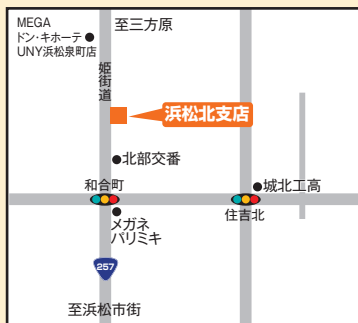 MEGA
ドン・キホーテ
UNY浜松泉町店
至三方原
姫街道
浜松北支店
北部交番
和合町
城北工高
住吉北
メガネ
パリミキ
257
至浜松市街